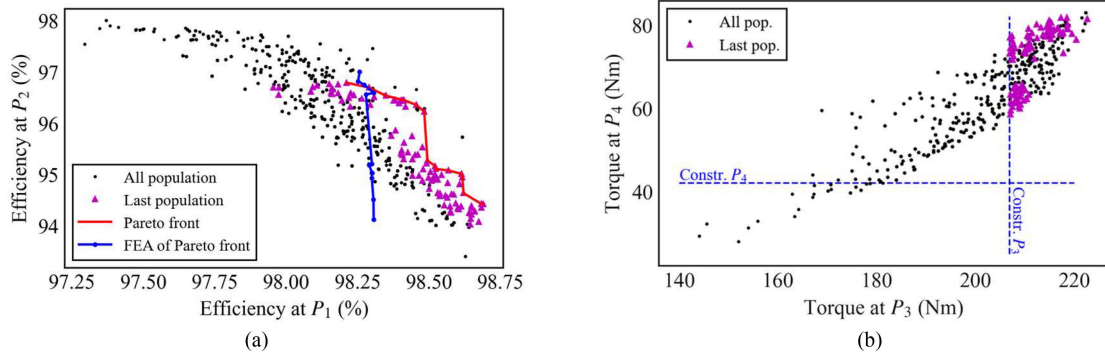 98
97
96
95
94
Efficiency at P2 (%)
All population
Last population
Pareto front
FEA of Pareto front
97.25 97.50 97.75 98.00 98.25 98.50 98.75
Efficiency at P1 (%)
(a)
80
60
40
Torque at P4 (Nm)
All pop.
Last pop.
Constr. P4
Constr. P3
140 160 180 200 220
Torque at P3 (Nm)
(b)